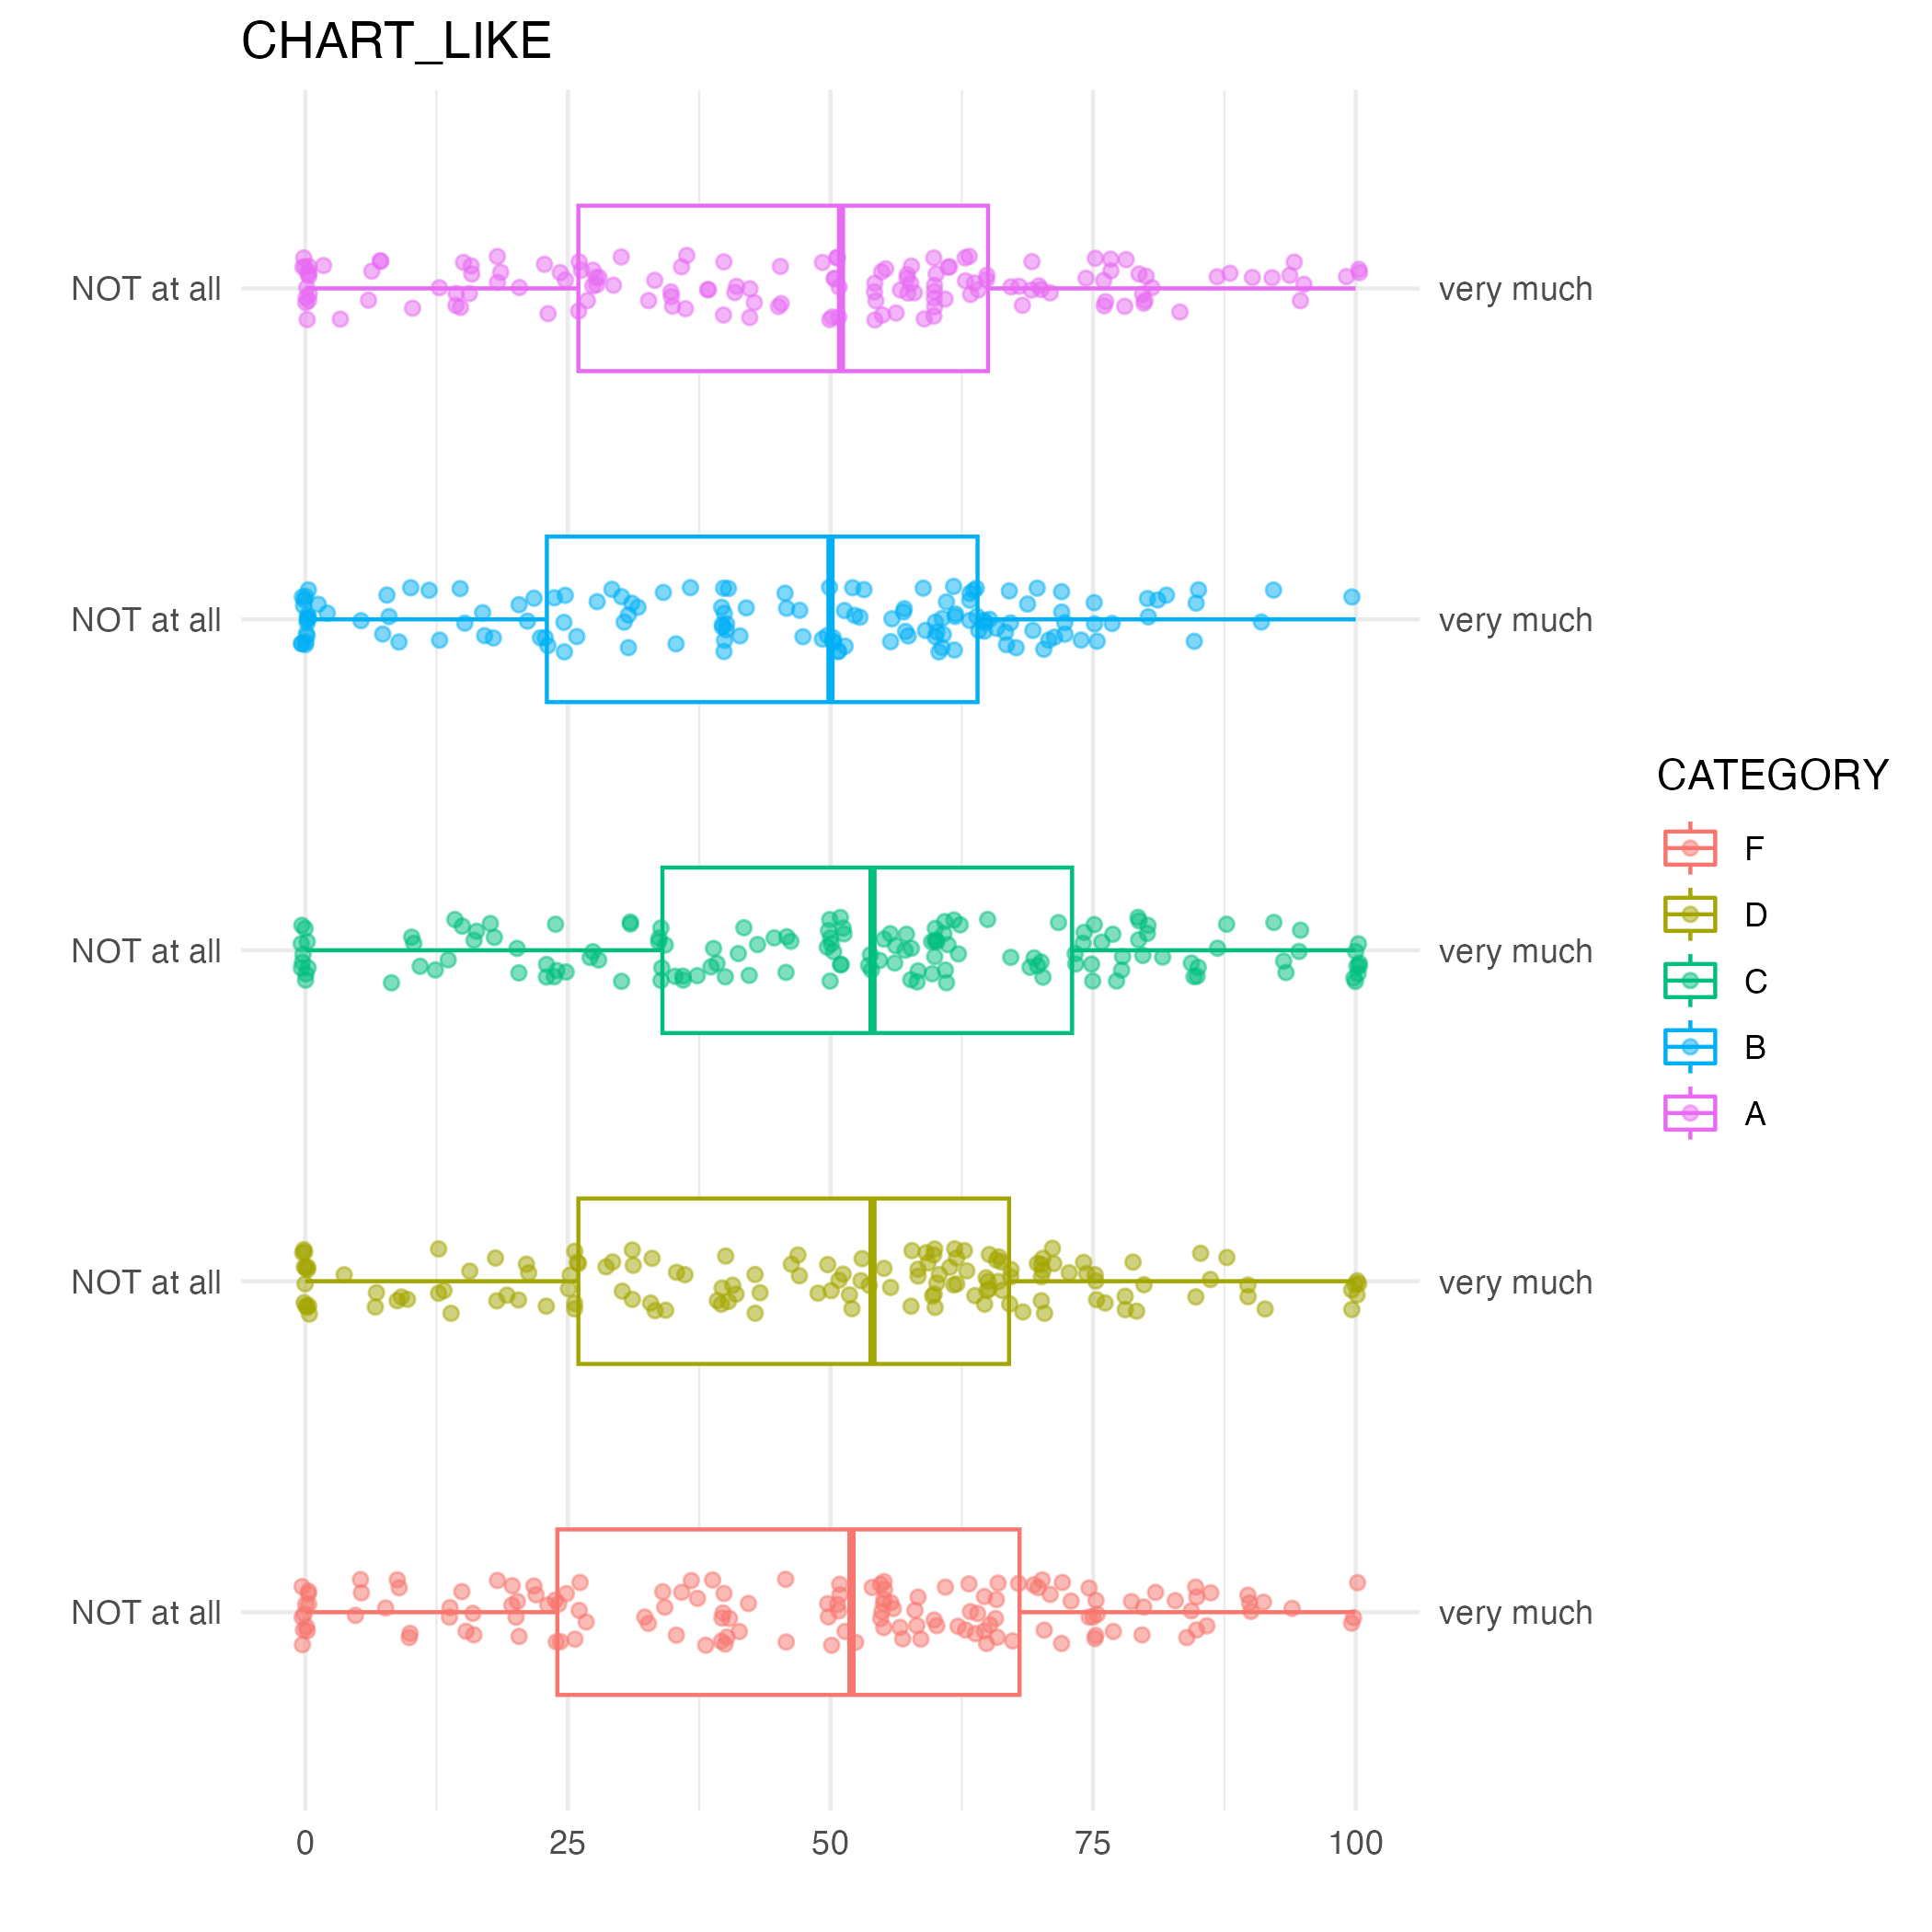 CHART_LIKE
NOT at all very much
NOT at all very much
NOT at all very much
NOT at all very much
NOT at all very much
0 25 50 75 100
CATEGORY
F
D
C
B
A